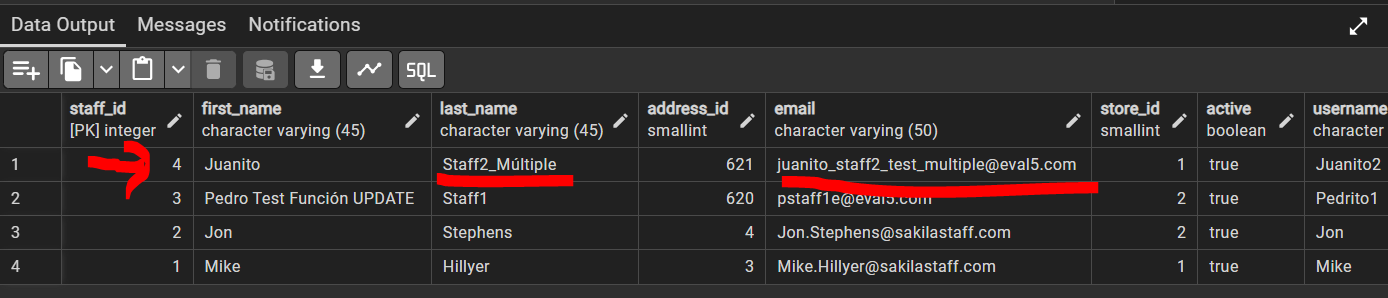 Data Output Messages Notifications
SQL
staff_id first_name last_name address_id email store_id active username
[PK] integer character varying (45) character varying (45) smallint character varying (50) smallint boolean character
1 4 Juanito Staff2_Múltiple 621 juanito_staff2_test_multiple@eval5.com 1 true Juanito2
2 3 Pedro Test Función UPDATE Staff1 620 pstaff1e@eval5.com 2 true Pedrito1
3 2 Jon Stephens 4 Jon.Stephens@sakilastaff.com 2 true Jon
4 1 Mike Hillyer 3 Mike.Hillyer@sakilastaff.com 1 true Mike